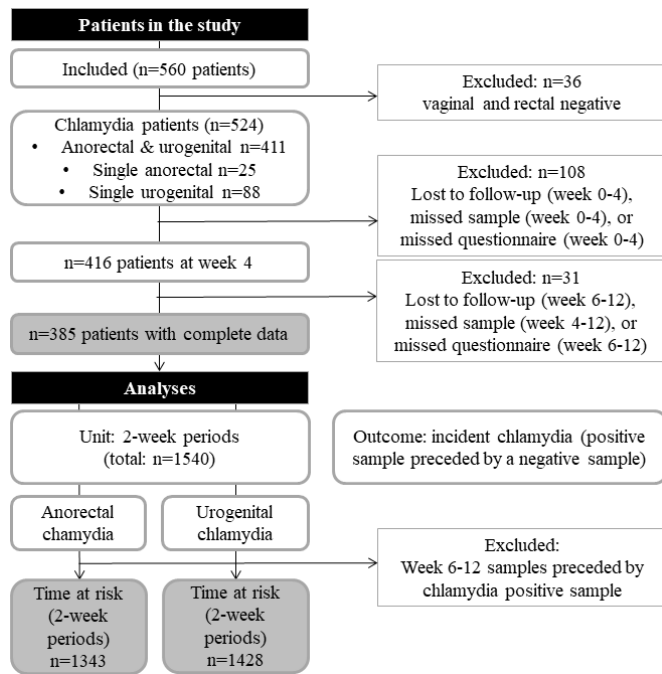 Patients in the study
Included (n=560 patients)
Excluded: n=36
vaginal and rectal negative
Chlamydia patients (n=524)
• Anorectal & urogenital n=411
• Single anorectal n=25
• Single urogenital n=88
Excluded: n=108
Lost to follow-up (week 0-4),
missed sample (week 0-4), or
missed questionnaire (week 0-4)
n=416 patients at week 4
Excluded: n=31
Lost to follow-up (week 6-12),
missed sample (week 4-12), or
missed questionnaire (week 6-12)
n=385 patients with complete data
Analyses
Unit: 2-week periods
(total: n=1540)
Outcome: incident chlamydia (positive
sample preceded by a negative sample)
Anorectal
chamydia
Urogenital
chlamydia
Excluded:
Week 6-12 samples preceded by
chlamydia positive sample
Time at risk
(2-week
periods)
n=1343
Time at risk
(2-week
periods)
n=1428